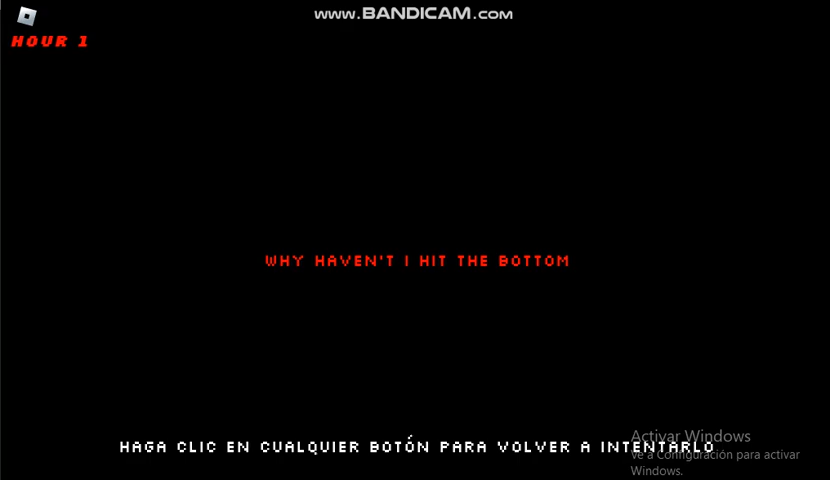 www.BANDICAM.com
HOUR 1
WHY HAVEN'T I HIT THE BOTTOM
HAGA CLIC EN CUALQUIER BOTÓN PARA VOLVER A INTENTARLO
Activar Windows
Ve a Configuración para activar
Windows.